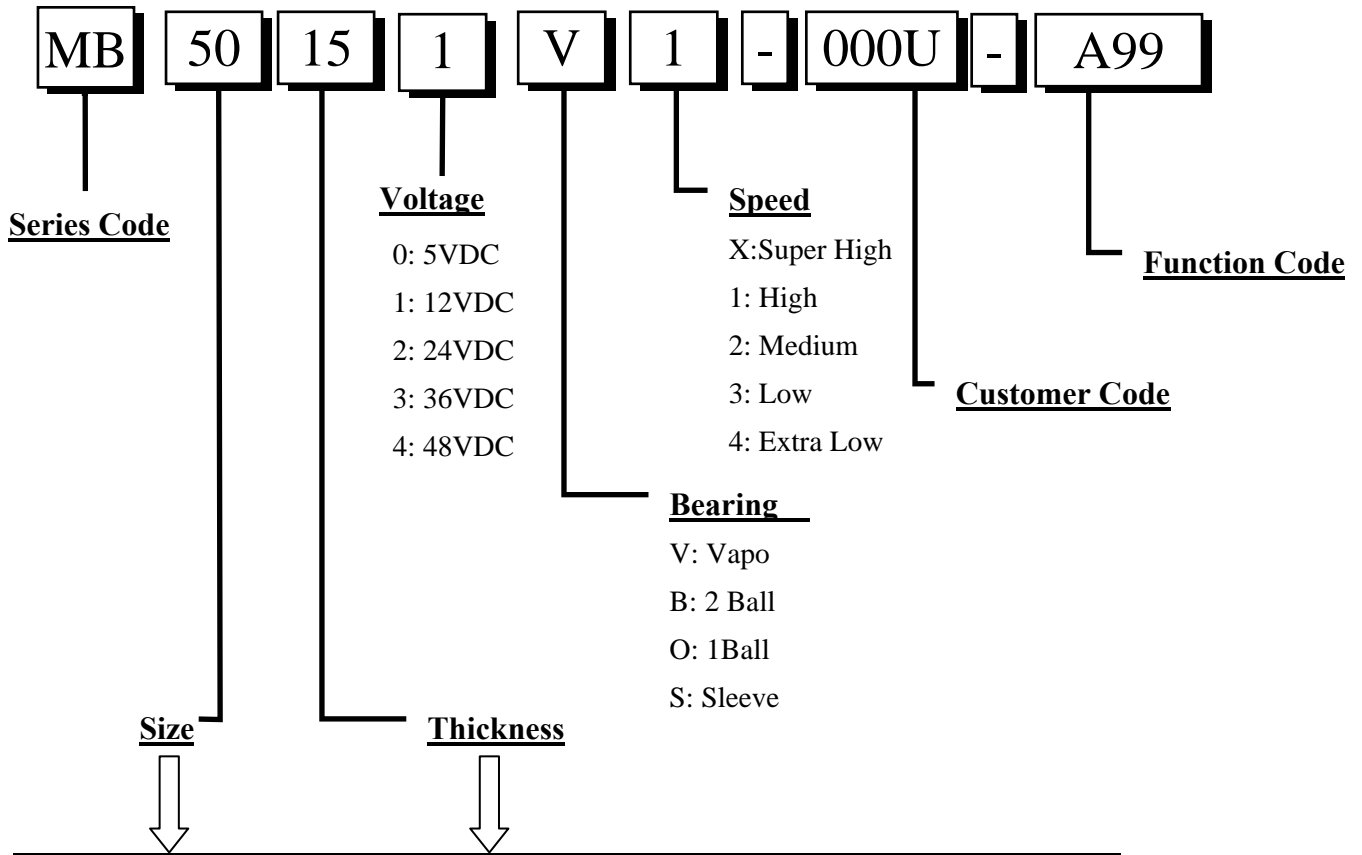 MB 50 15 1 V 1 - 000U - A99
Series Code
Voltage
0: 5VDC
1: 12VDC
2: 24VDC
3: 36VDC
4: 48VDC
Speed
X:Super High
1: High
2: Medium
3: Low
4: Extra Low
Function Code
Customer Code
Bearing
V: Vapo
B: 2 Ball
O: 1Ball
S: Sleeve
Size
Thickness